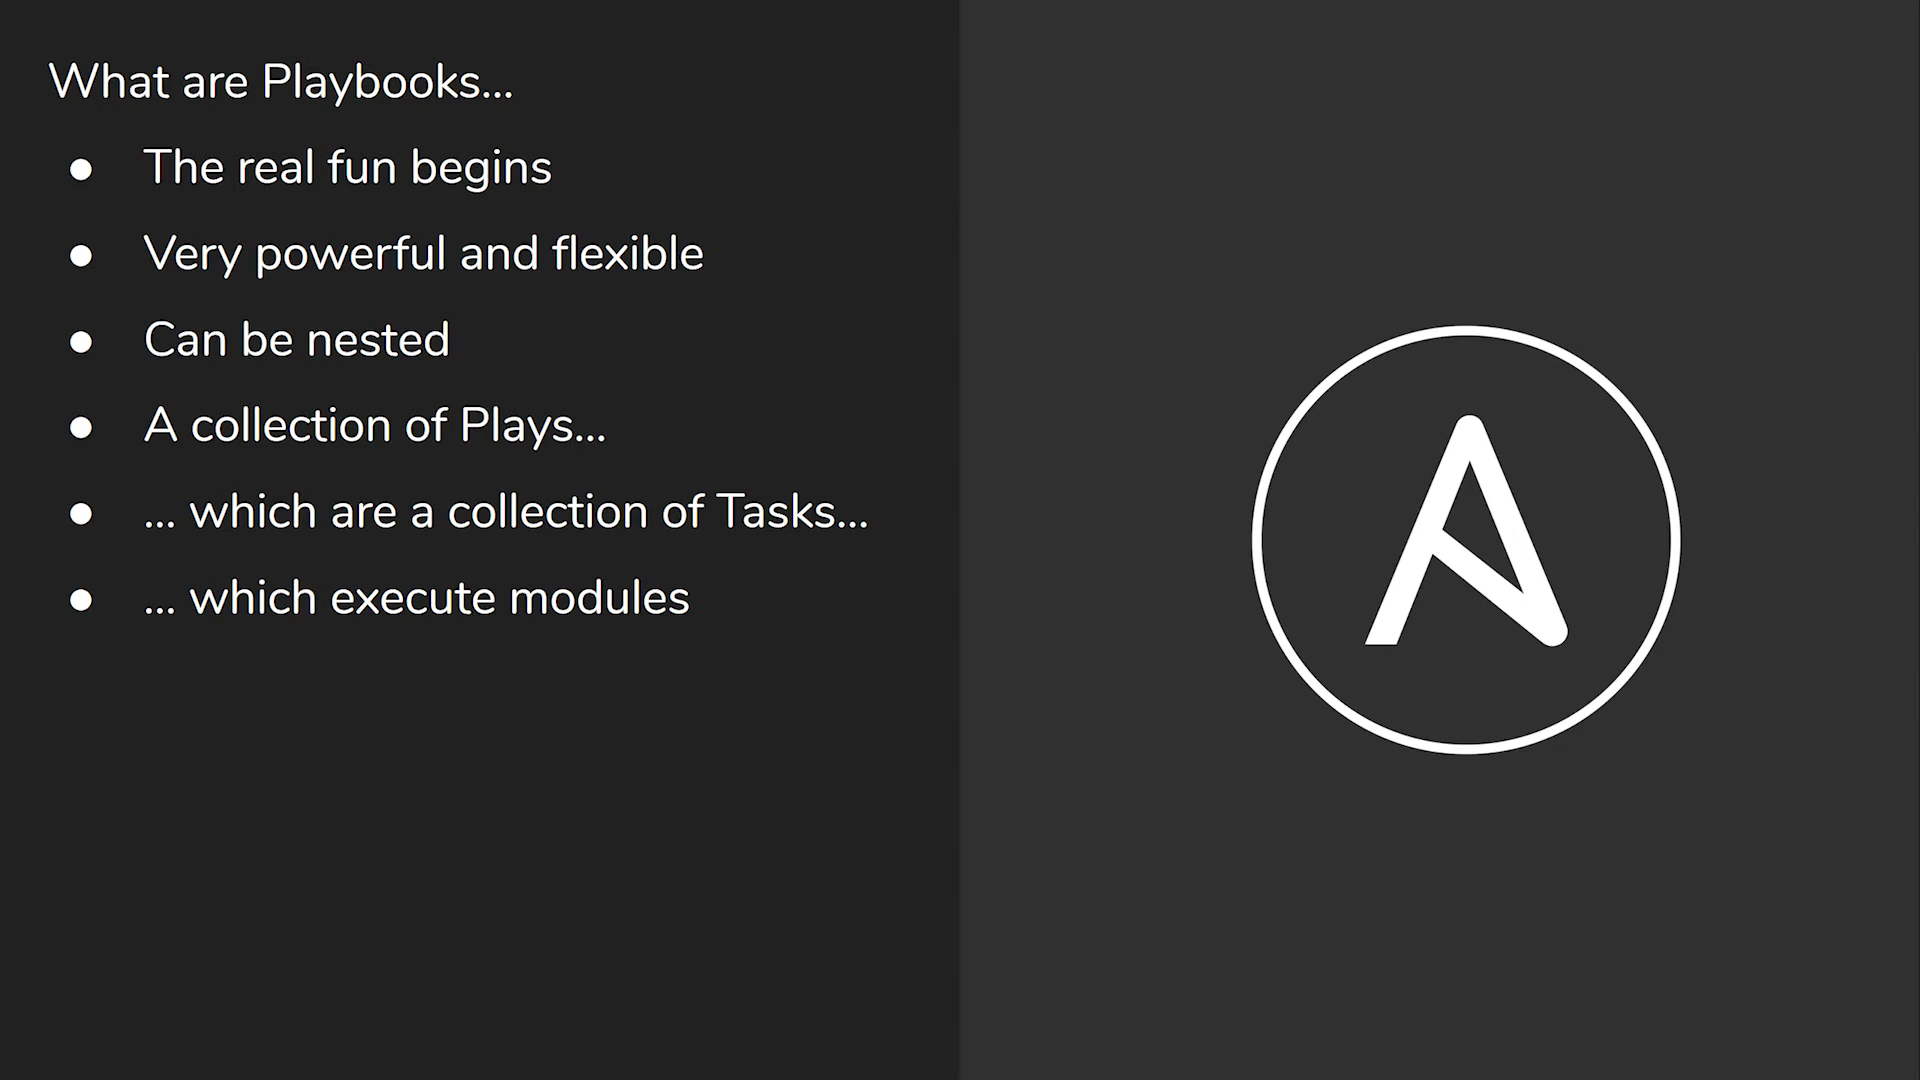 What are Playbooks...
● The real fun begins
● Very powerful and flexible
● Can be nested
● A collection of Plays...
● ... which are a collection of Tasks...
● ... which execute modules